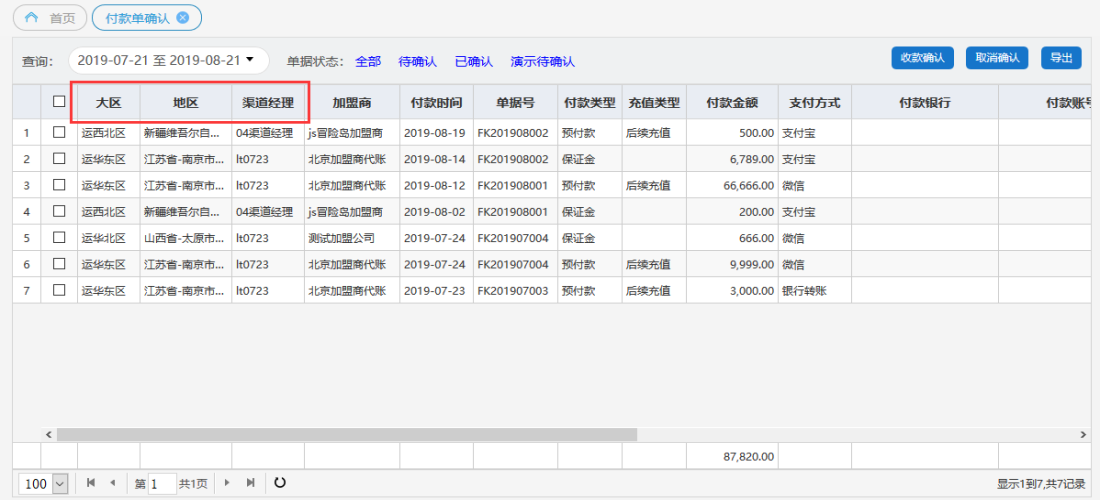 首页 付款单确认
查询: 2019-07-21 至 2019-08-21 单据状态: 全部 待确认 已确认 演示待确认 收款确认 取消确认 导出
大区 地区 渠道经理 加盟商 付款时间 单据号 付款类型 充值类型 付款金额 支付方式 付款银行 付款账号
1 运西北区 新疆维吾尔自... 04渠道经理 js冒险岛加盟商 2019-08-19 FK201908002 预付款 后续充值 500.00 支付宝
2 运华东区 江苏省-南京市... lt0723 北京加盟商代账 2019-08-14 FK201908002 保证金 6,789.00 支付宝
3 运华东区 江苏省-南京市... lt0723 北京加盟商代账 2019-08-12 FK201908001 预付款 后续充值 66,666.00 微信
4 运西北区 新疆维吾尔自... 04渠道经理 js冒险岛加盟商 2019-08-02 FK201908001 保证金 200.00 支付宝
5 运华北区 山西省-太原市... lt0723 测试加盟公司 2019-07-24 FK201907004 保证金 666.00 微信
6 运华东区 江苏省-南京市... lt0723 北京加盟商代账 2019-07-24 FK201907004 预付款 后续充值 9,999.00 微信
7 运华东区 江苏省-南京市... lt0723 北京加盟商代账 2019-07-23 FK201907003 预付款 后续充值 3,000.00 银行转账
87,820.00
100 第 1 共1页 显示1到7,共7记录